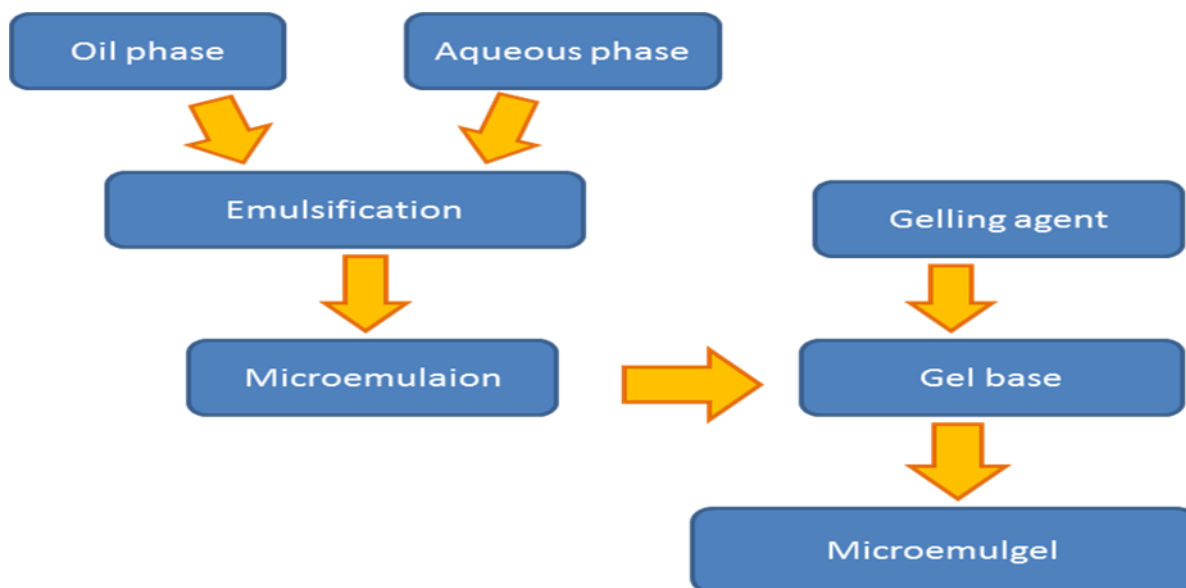 Oil phase
Aqueous phase
Emulsification
Gelling agent
Microemulaion
Gel base
Microemulgel